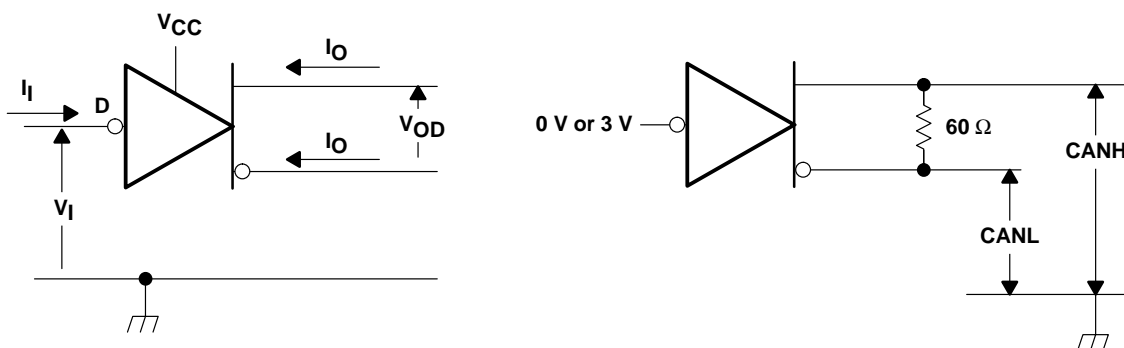 VCC
IO
II
D
VOD
IO
VI
0 V or 3 V
60 Ω
CANH
CANL